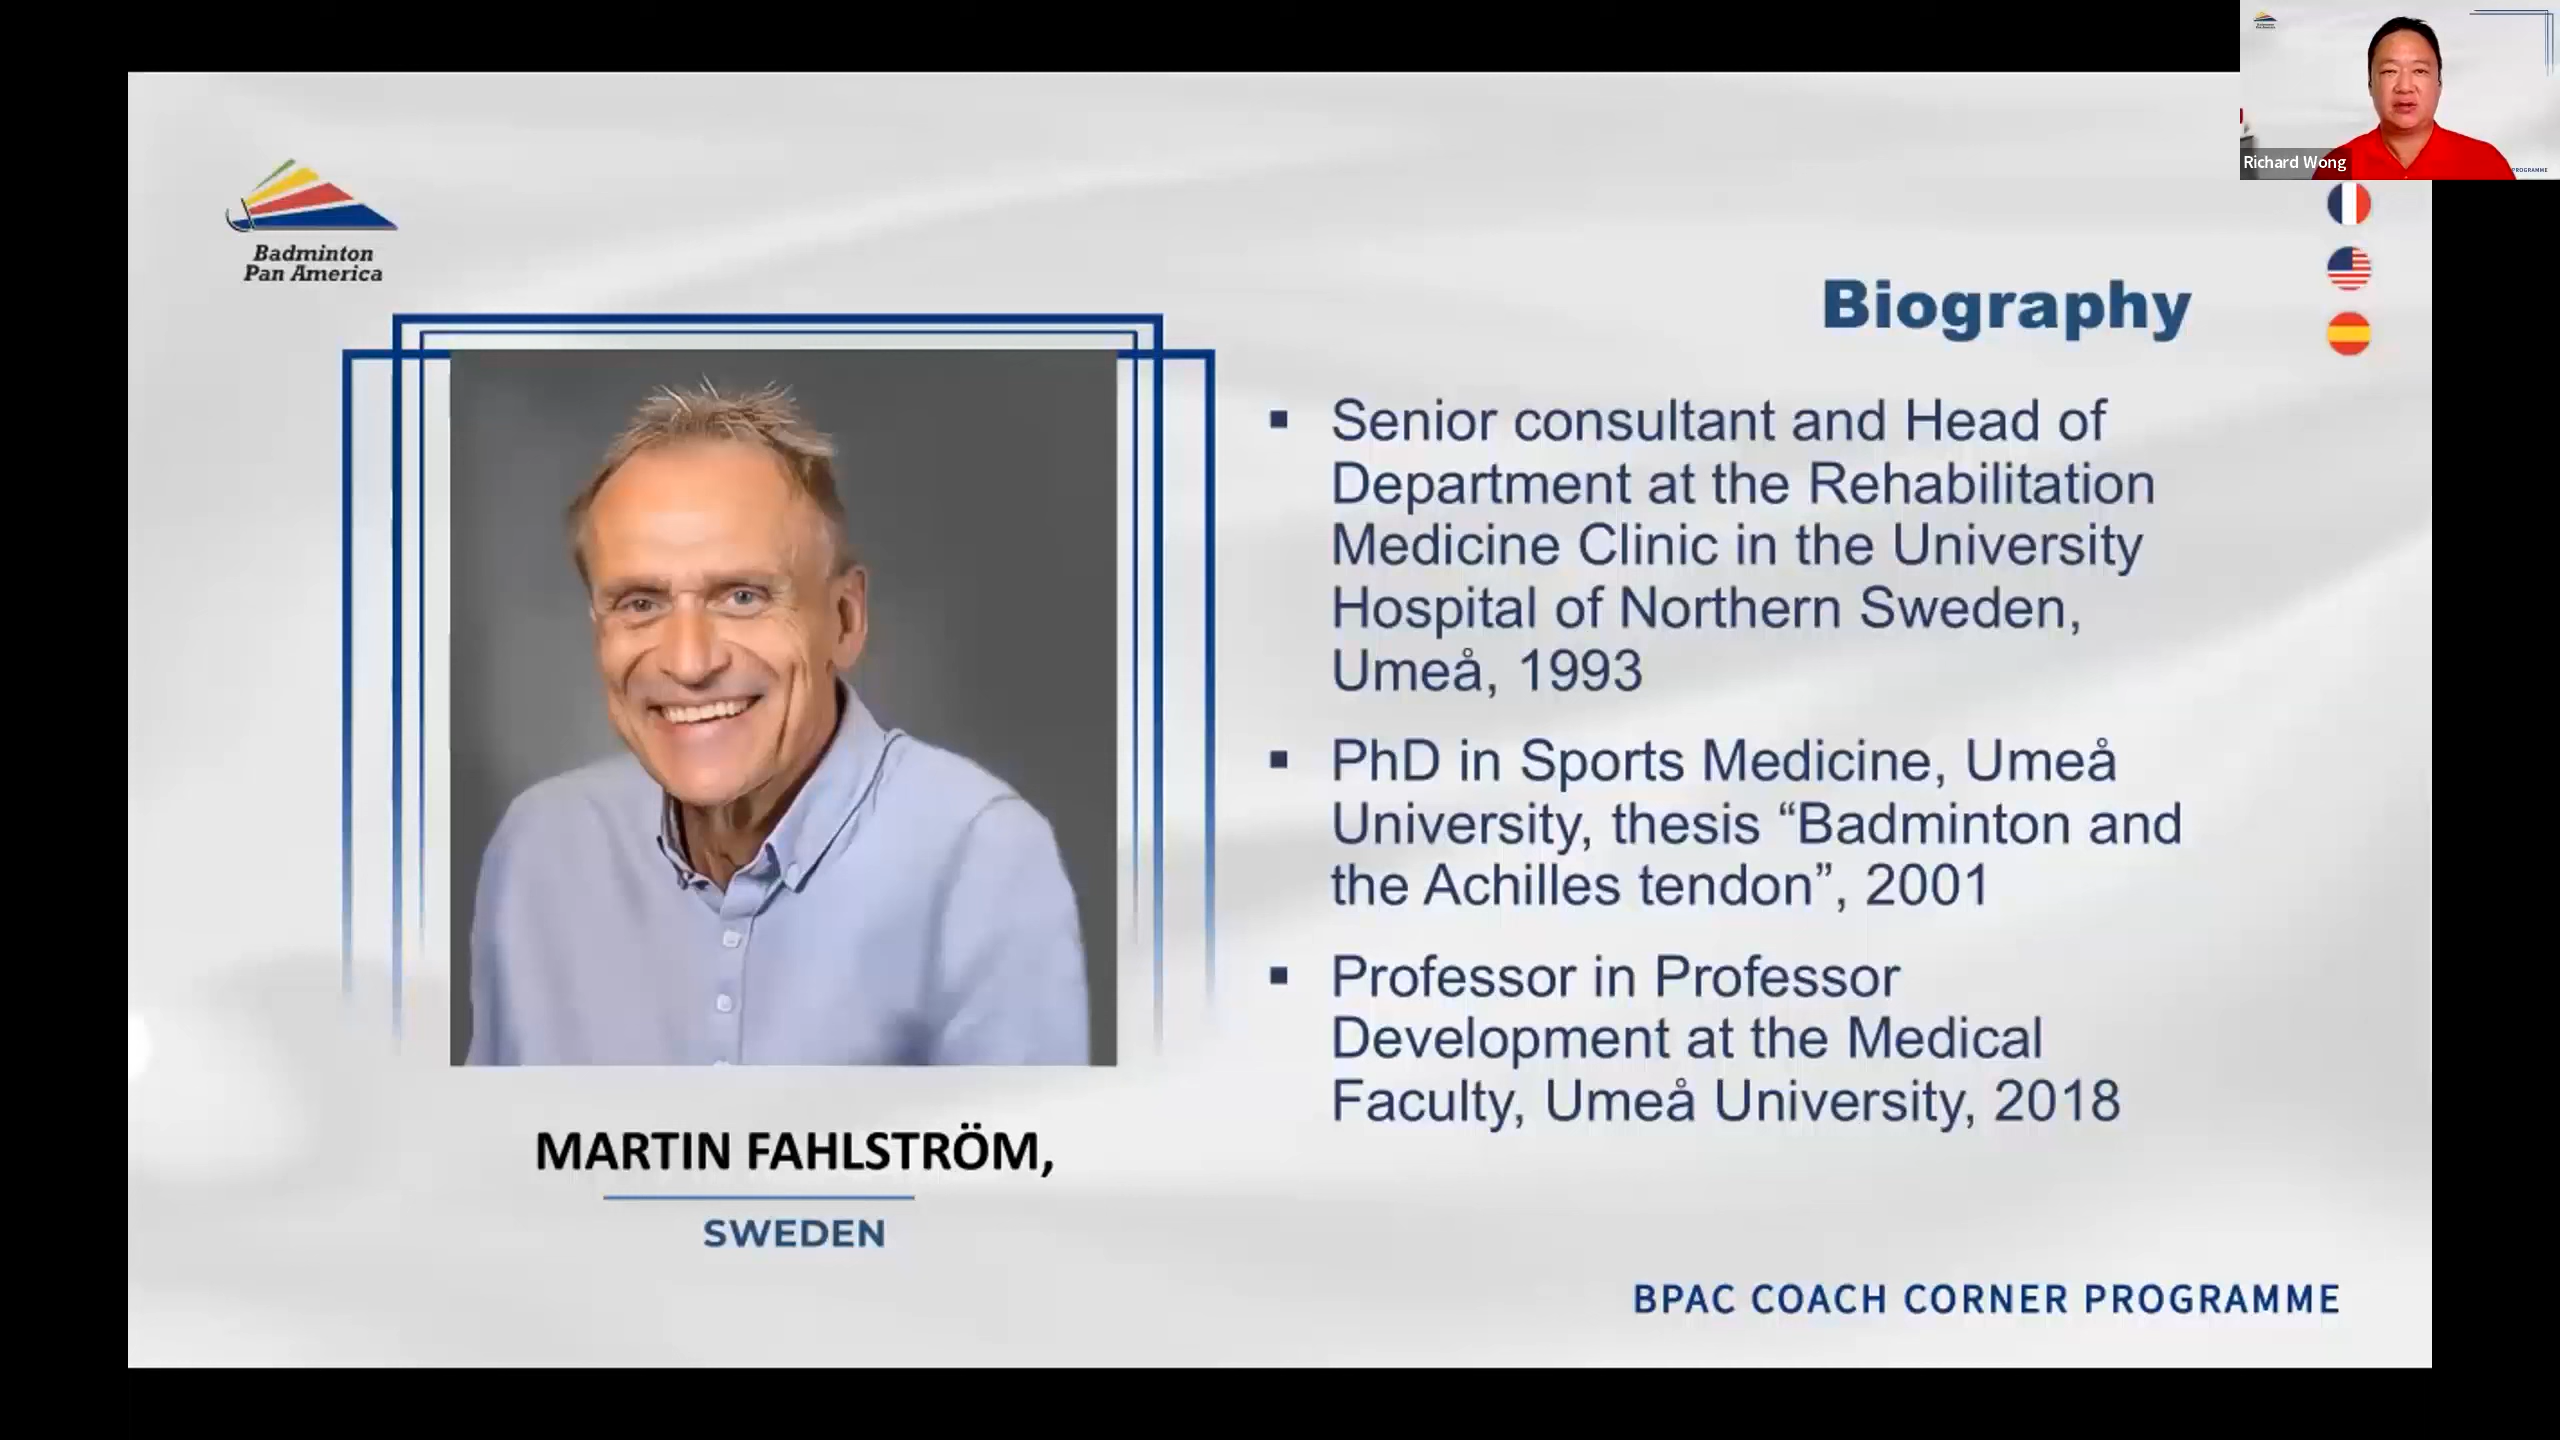 Richard Wong
PROGRAMME
Badminton
Pan America
Biography
▪ Senior consultant and Head of
Department at the Rehabilitation
Medicine Clinic in the University
Hospital of Northern Sweden,
Umeå, 1993
▪ PhD in Sports Medicine, Umeå
University, thesis “Badminton and
the Achilles tendon”, 2001
▪ Professor in Professor
Development at the Medical
Faculty, Umeå University, 2018
MARTIN FAHLSTRÖM,
SWEDEN
BPAC COACH CORNER PROGRAMME